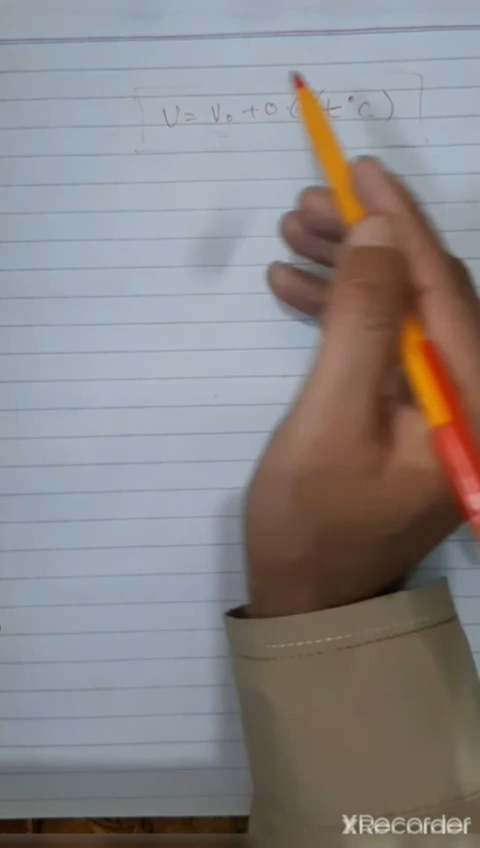 V = V₀ + 0. (t°C)
XRecorder